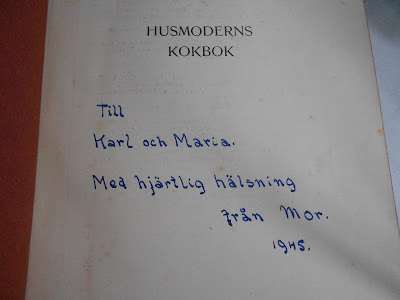 HUSMODERNS
KOKBOK
Till
Karl och Maria.
Med hjärtlig hälsning
från Mor.
1945.